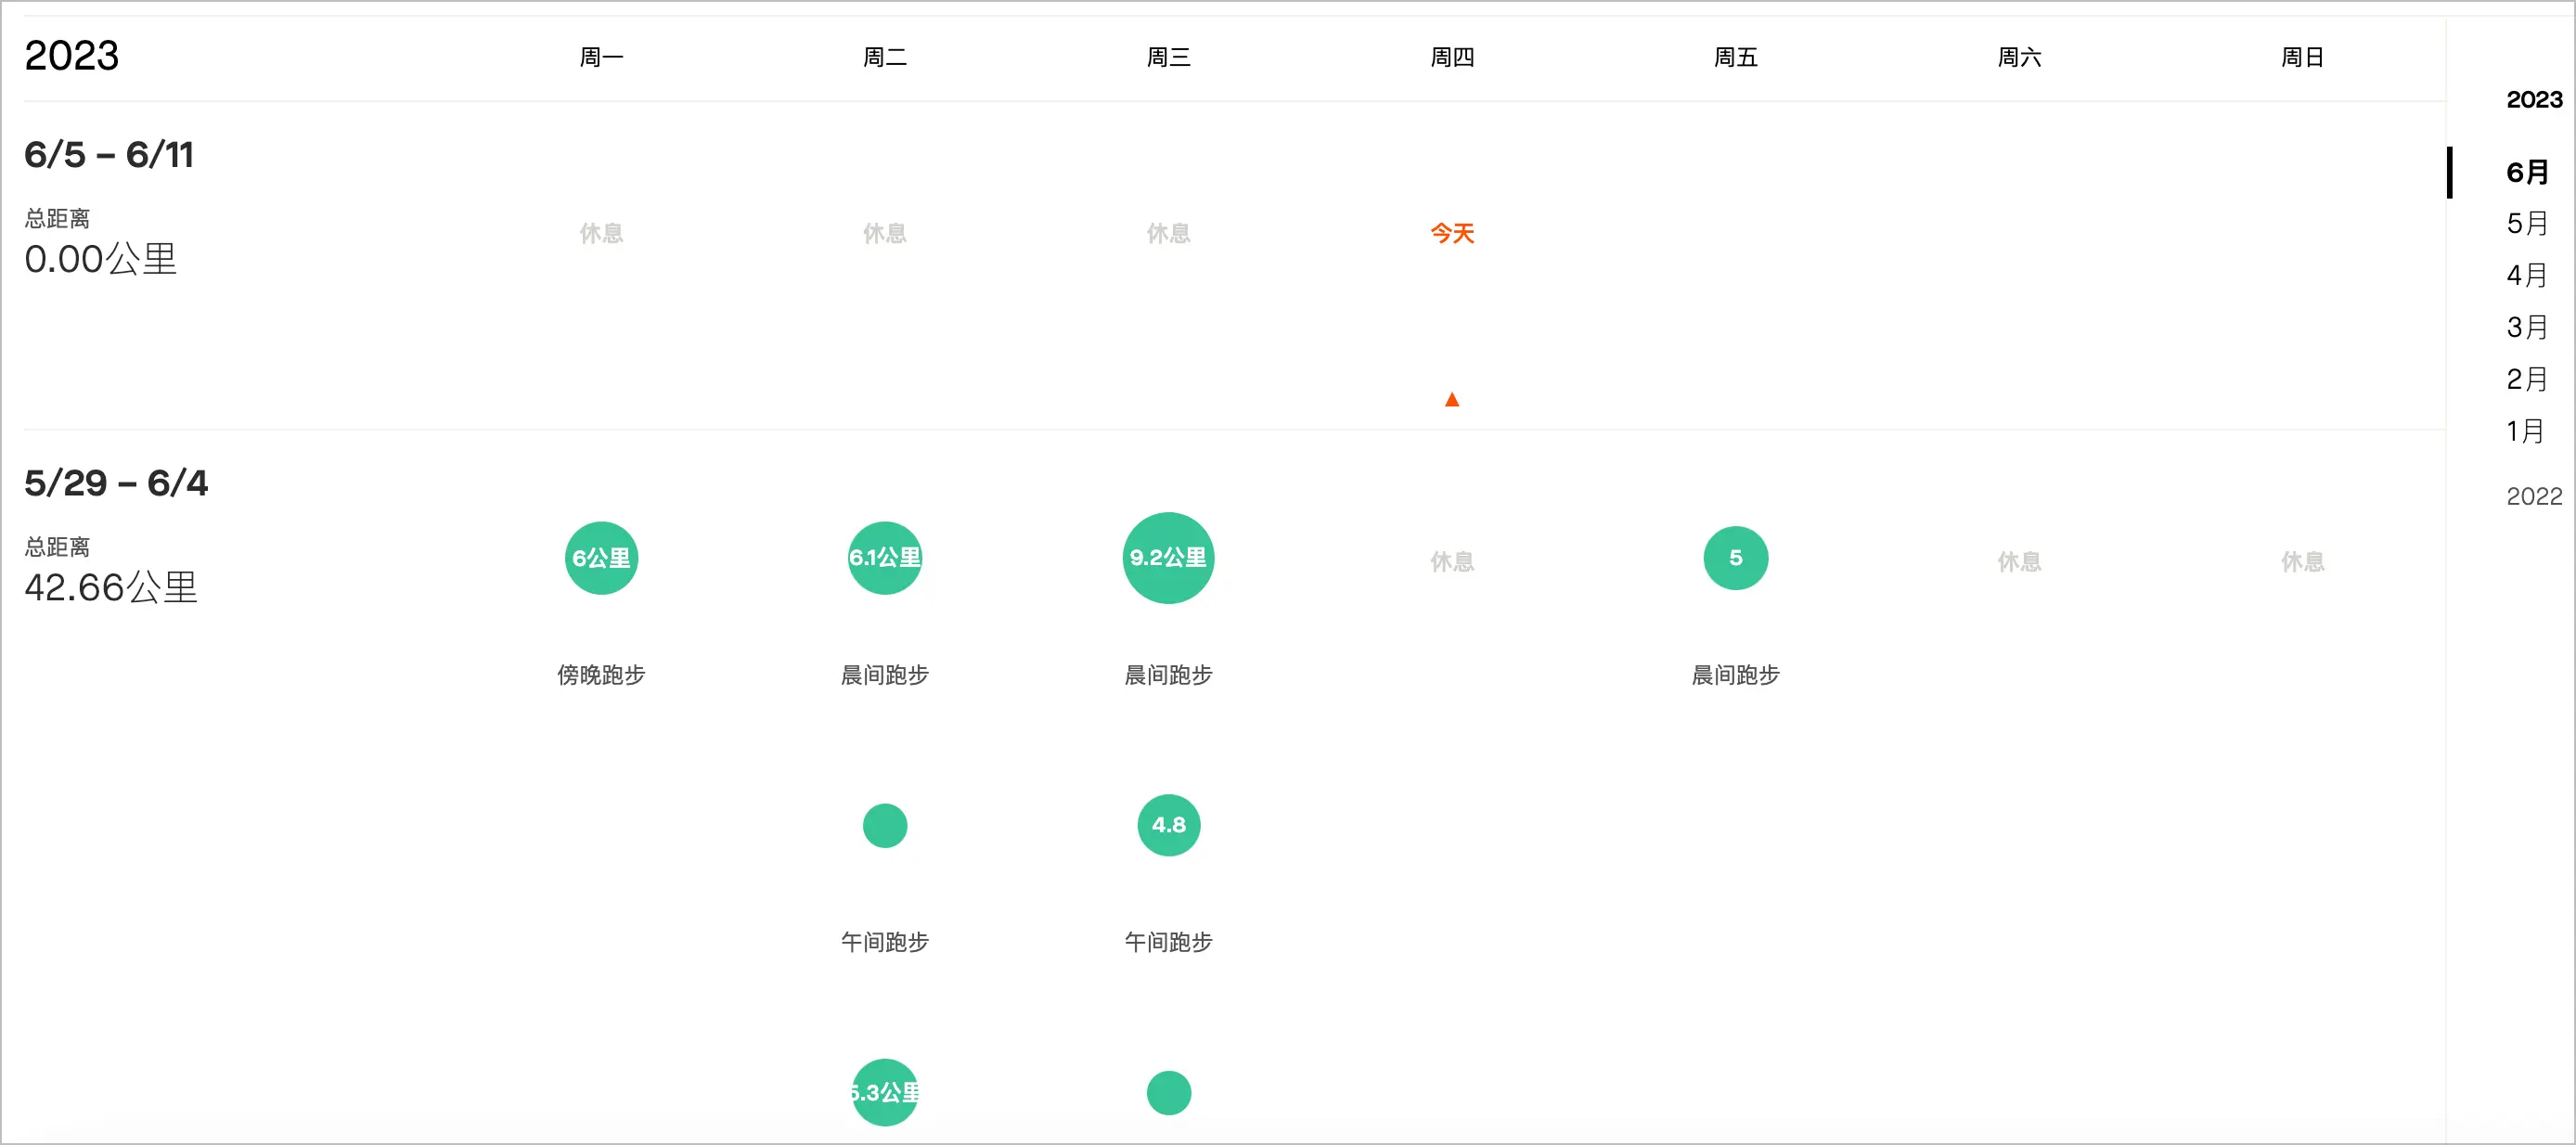 2023 周一 周二 周三 周四 周五 周六 周日
2023
6月
5月
4月
3月
2月
1月
2022
6/5 – 6/11
总距离
0.00公里
休息 休息 休息 今天
5/29 – 6/4
总距离
42.66公里
6公里 6.1公里 9.2公里 休息 5 休息 休息
傍晚跑步 晨间跑步 晨间跑步 晨间跑步
4.8
午间跑步 午间跑步
5.3公里